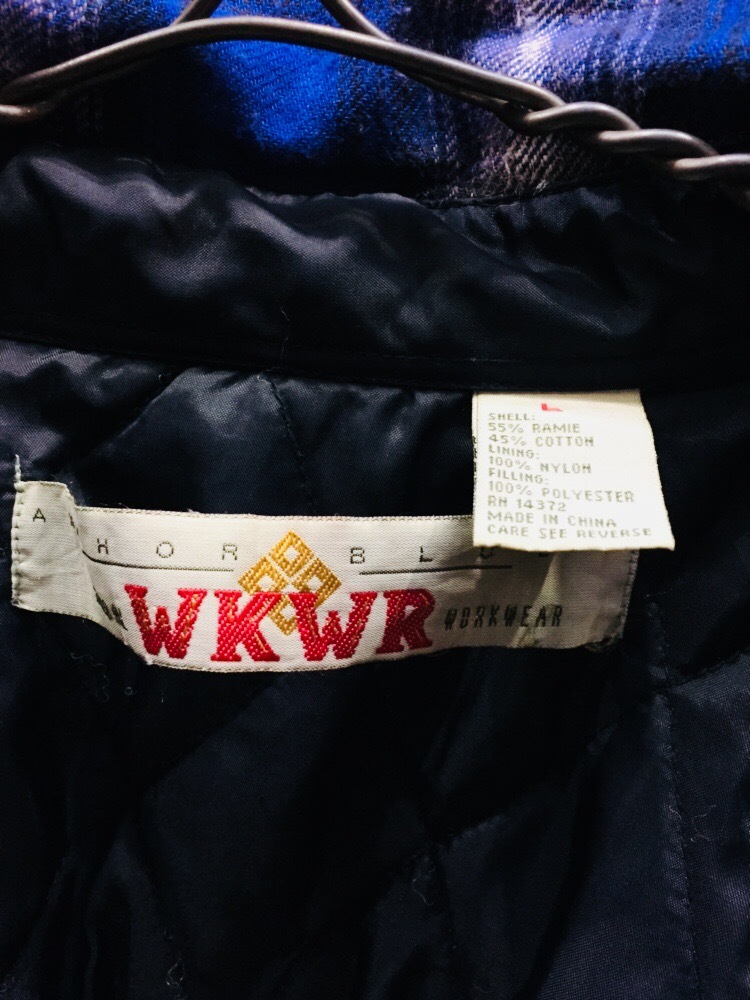 L
SHELL:
55% RAMIE
45% COTTON
LINING:
100% NYLON
FILLING:
100% POLYESTER
RN 14372
MADE IN CHINA
CARE SEE REVERSE
WKWR WORKWEAR